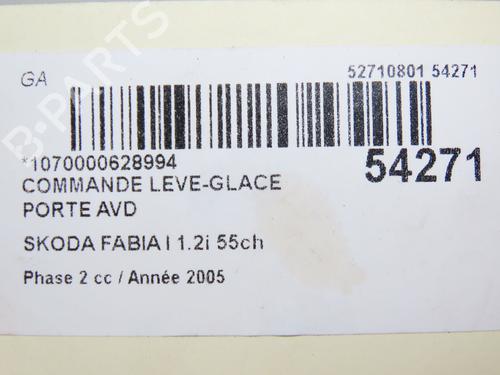 GA
52710801 54271
*1070000628994
54271
COMMANDE LEVE-GLACE
PORTE AVD
SKODA FABIA I 1.2i 55ch
Phase 2 cc / Année 2005
B-PARTS